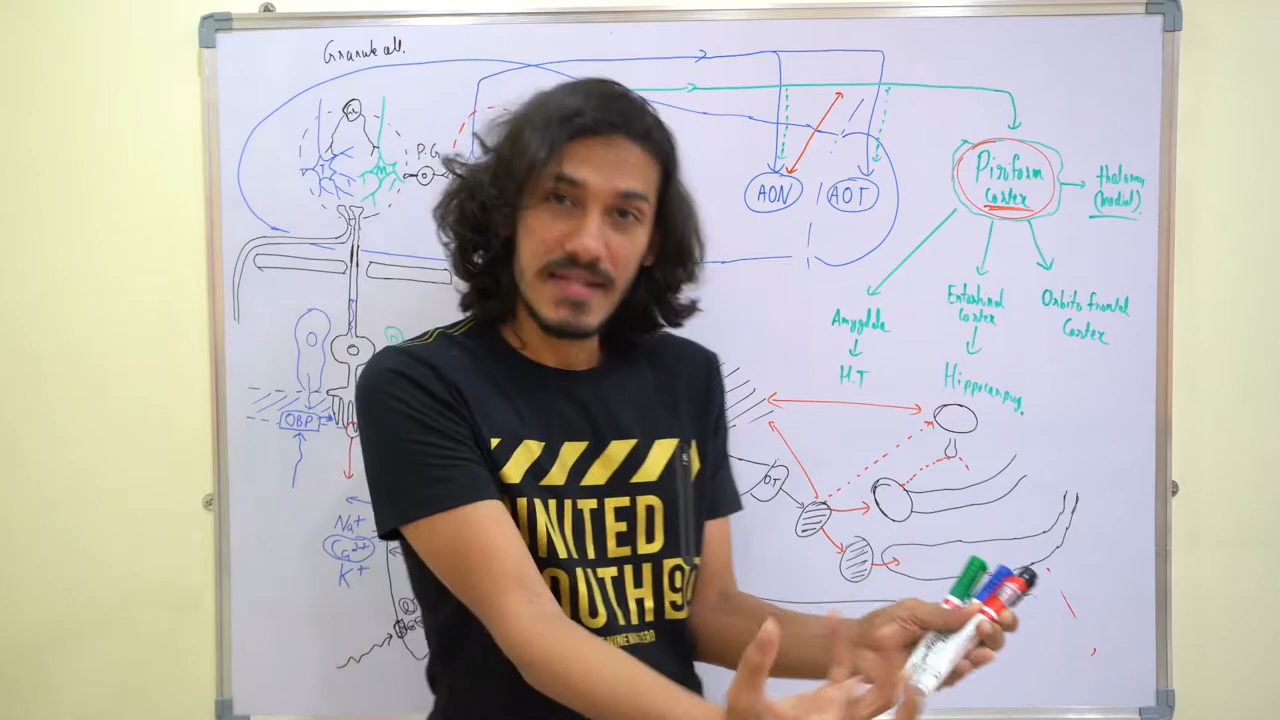 Granule cell.
P.G
M
AON
AOT
Piriform
cortex
thalamus
(medial).
Amygdala
H.T
Entorhinal
cortex
Hippocampus
Orbito frontal
Cortex
OBP
OT
Na+
Ca2+
K+
UNITED
YOUTH 90